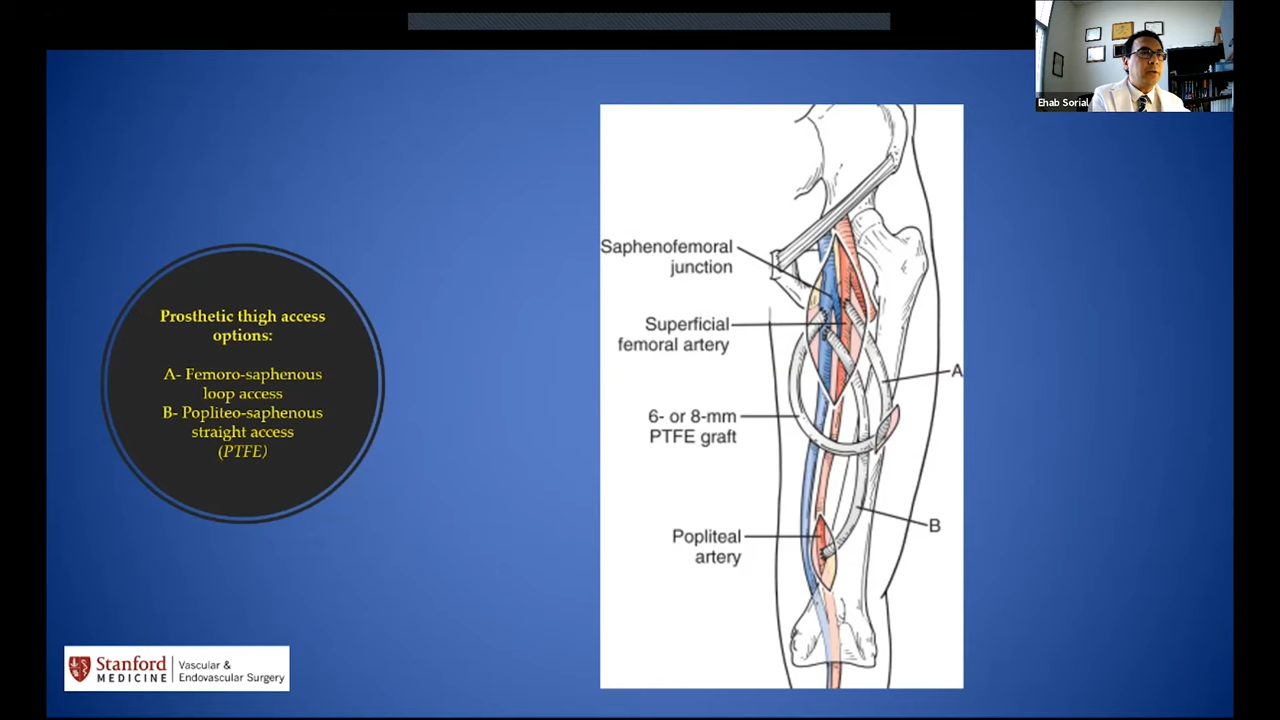 Ehab Sorial
Prosthetic thigh access
options:
A- Femoro-saphenous
loop access
B- Popliteo-saphenous
straight access
(PTFE)
Saphenofemoral
junction
Superficial
femoral artery
A
6- or 8-mm
PTFE graft
B
Popliteal
artery
Stanford
MEDICINE
Vascular &
Endovascular Surgery